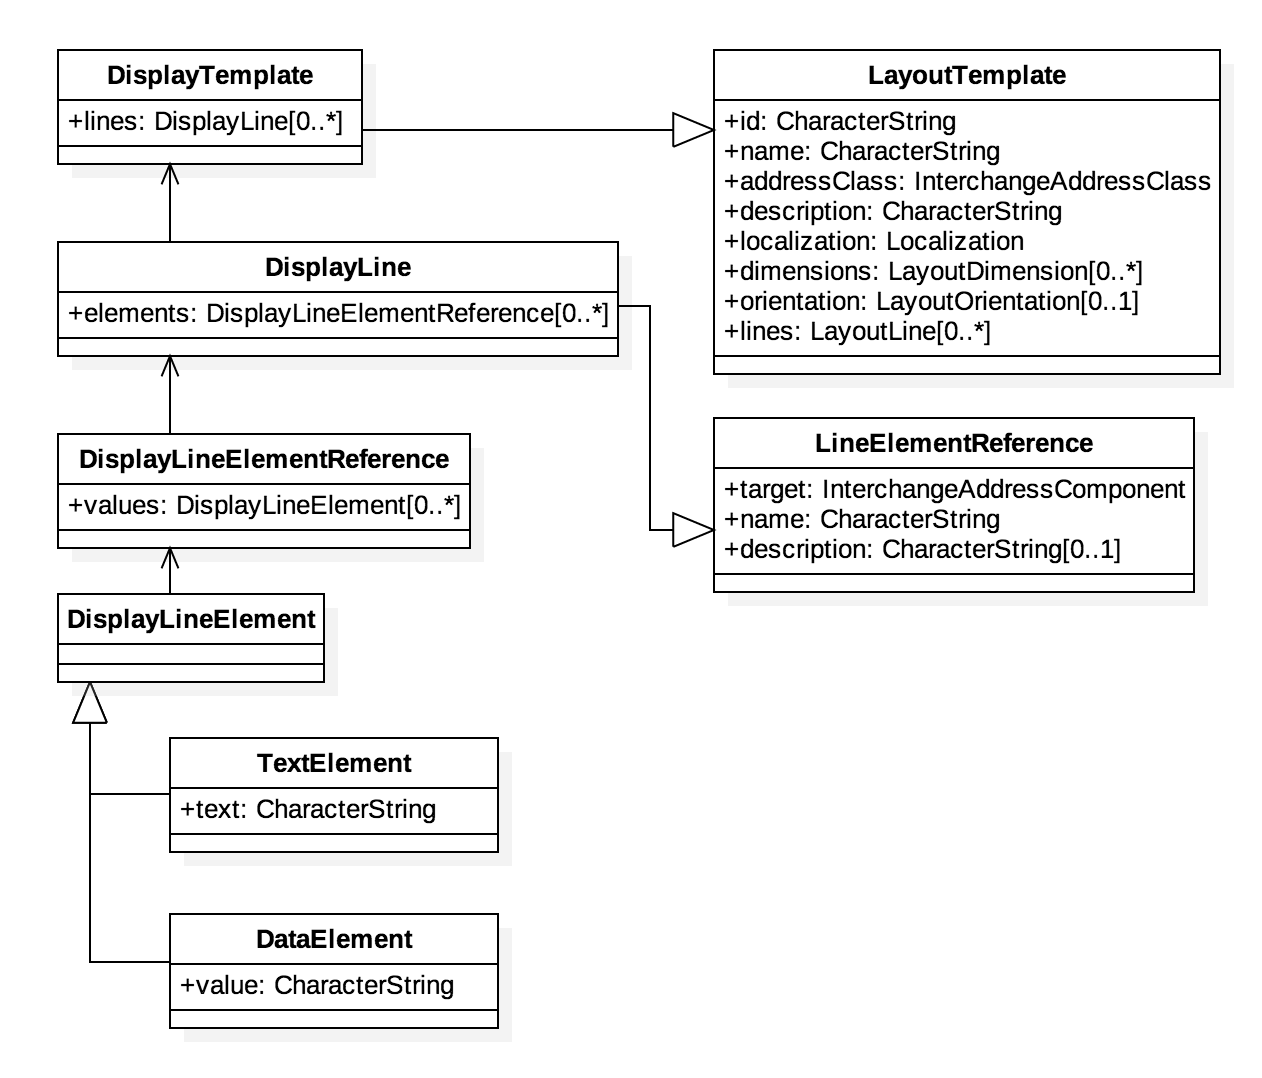 DisplayTemplate
+lines: DisplayLine[0..*]
LayoutTemplate
+id: CharacterString
+name: CharacterString
+addressClass: InterchangeAddressClass
+description: CharacterString
+localization: Localization
+dimensions: LayoutDimension[0..*]
+orientation: LayoutOrientation[0..1]
+lines: LayoutLine[0..*]
DisplayLine
+elements: DisplayLineElementReference[0..*]
DisplayLineElementReference
+values: DisplayLineElement[0..*]
LineElementReference
+target: InterchangeAddressComponent
+name: CharacterString
+description: CharacterString[0..1]
DisplayLineElement
TextElement
+text: CharacterString
DataElement
+value: CharacterString